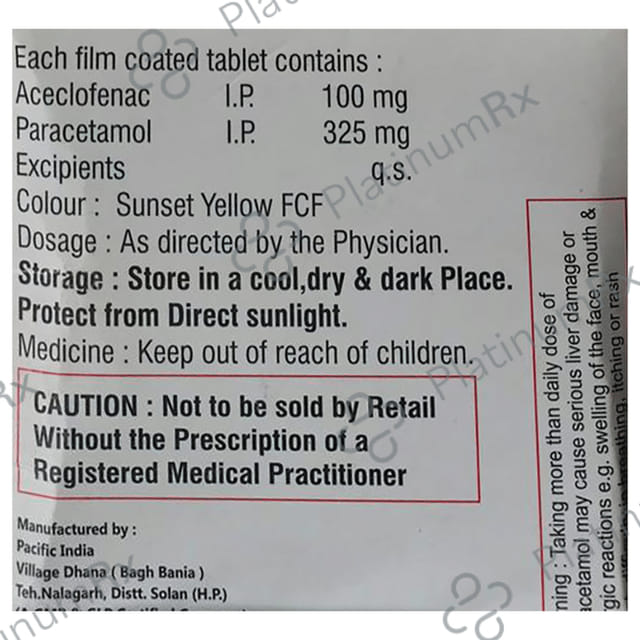 Each film coated tablet contains :
Aceclofenac I.P. 100 mg
Paracetamol I.P. 325 mg
Excipients q.s.
Colour : Sunset Yellow FCF
Dosage : As directed by the Physician.
Storage : Store in a cool,dry & dark Place.
Protect from Direct sunlight.
Medicine : Keep out of reach of children.
CAUTION : Not to be sold by Retail
Without the Prescription of a
Registered Medical Practitioner
Manufactured by :
Pacific India
Village Dhana ( Bagh Bania )
Teh.Nalagarh, Distt. Solan (H.P.)
ning : Taking more than daily dose of
acetamol may cause serious liver damage or
rgic reactions e.g. swelling of the face, mouth &
breathing, itching or rash
PlatinumRx